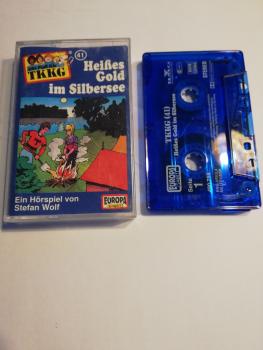 TKKG
41
Heißes
Gold
im Silbersee
Ein Hörspiel von
Stefan Wolf
EUROPA
TKKG (41)
Heißes Gold im Silbersee
EUROPA
Seite
1